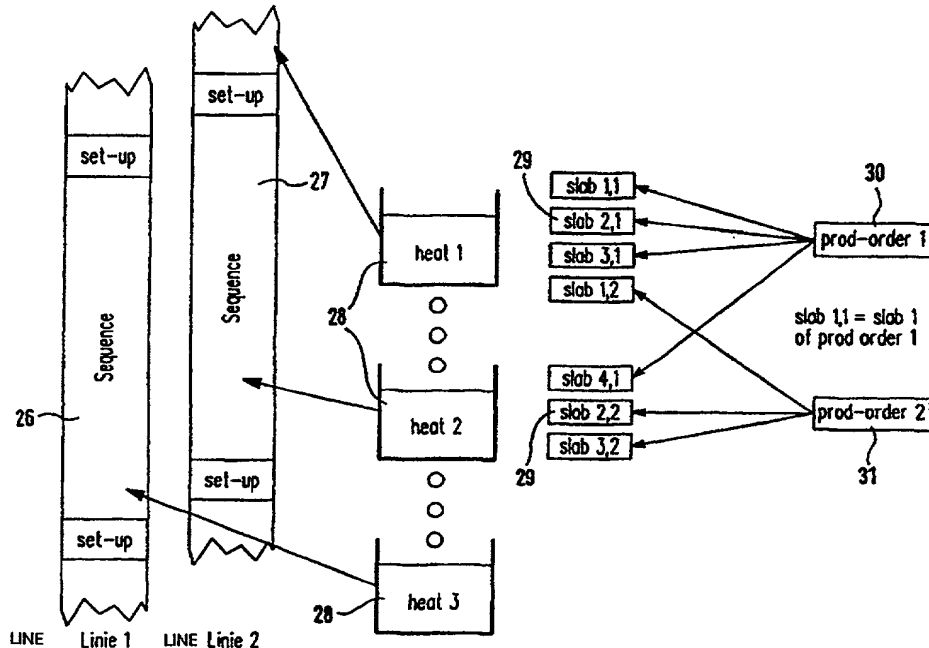 set-up
set-up
27
Sequence
Sequence
26
set-up
set-up
LINE Linie 1
LINE Linie 2
heat 1
28
heat 2
heat 3
28
29
slab 1,1
slab 2,1
slab 3,1
slab 1,2
slab 4,1
slab 2,2
slab 3,2
29
30
prod-order 1
slab 1,1 = slab 1
of prod order 1
prod-order 2
31